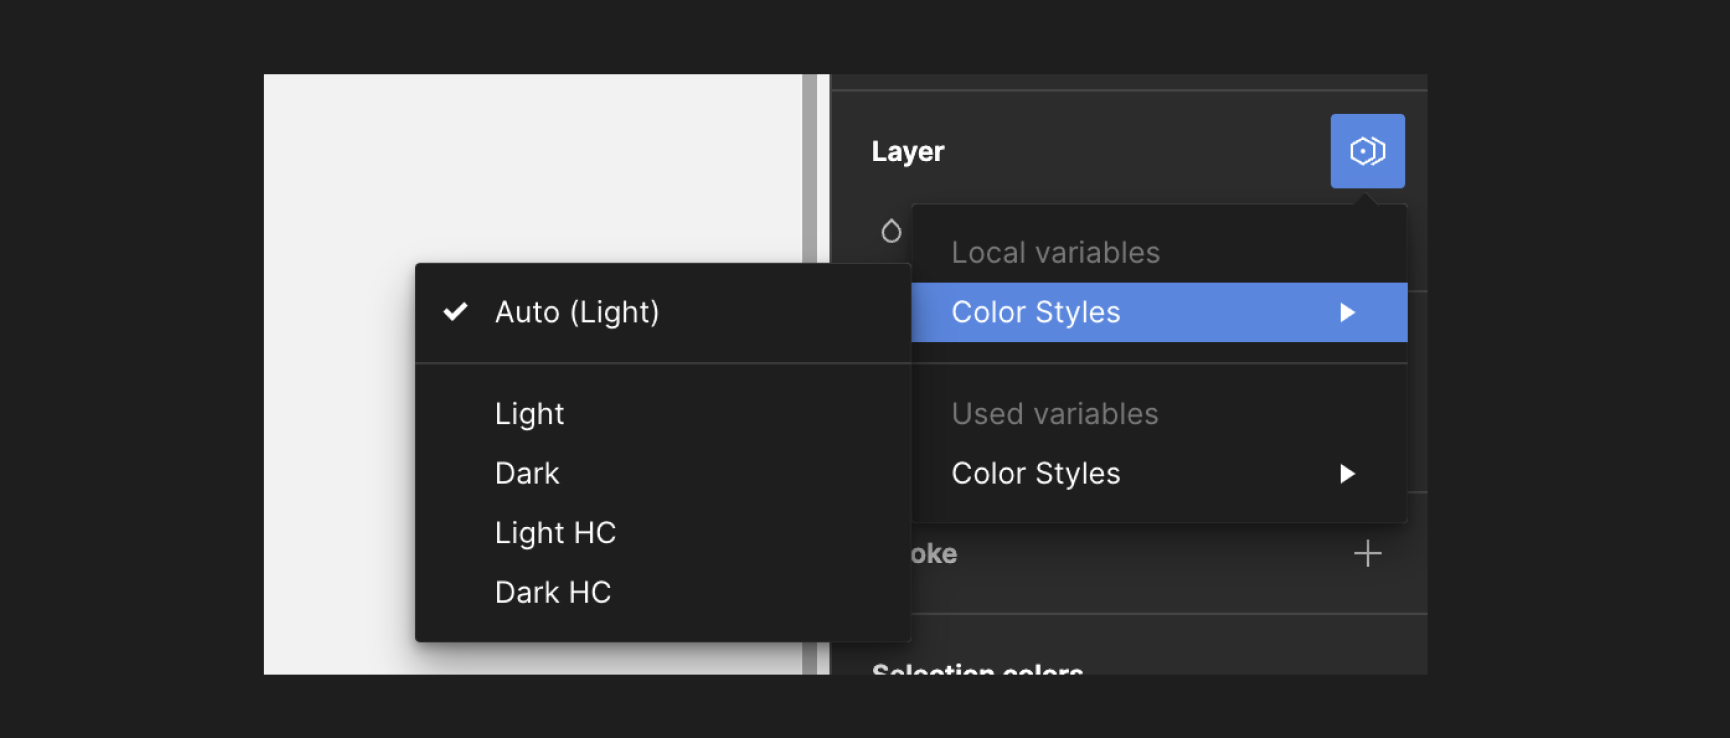 Layer
Local variables
Color Styles
Used variables
Color Styles
Auto (Light)
Light
Dark
Light HC
Dark HC
oke
Selection colors